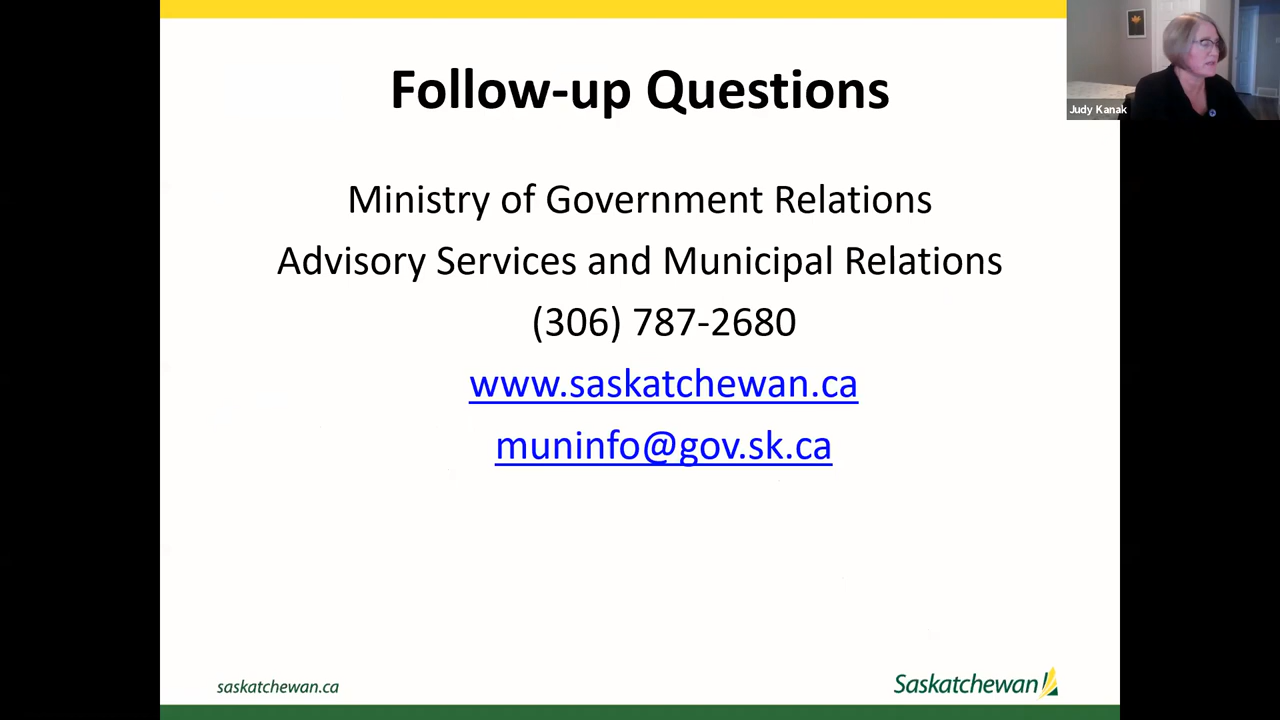 Follow-up Questions
Judy Kanak
Ministry of Government Relations
Advisory Services and Municipal Relations
(306) 787-2680
www.saskatchewan.ca
muninfo@gov.sk.ca
saskatchewan.ca
Saskatchewan